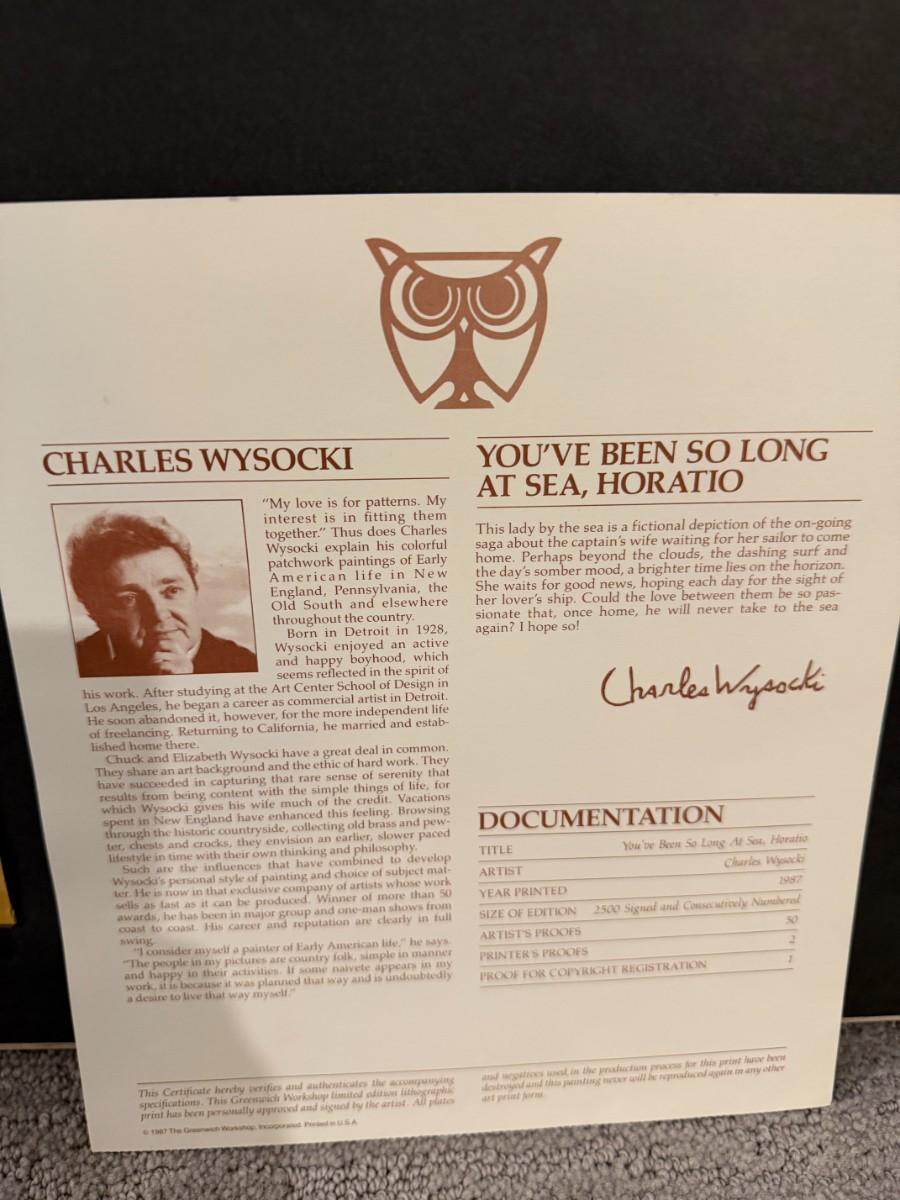 CHARLES WYSOCKI
"My love is for patterns. My
interest is in fitting them
together." Thus does Charles
Wysocki explain his colorful
patchwork paintings of Early
American life in New
England, Pennsylvania, the
Old South and elsewhere
throughout the country.
Born in Detroit in 1928,
Wysocki enjoyed an active
and happy boyhood, which
seems reflected in the spirit of
his work. After studying at the Art Center School of Design in
Los Angeles, he began a career as commercial artist in Detroit.
He soon abandoned it, however, for the more independent life
of freelancing. Returning to California, he married and estab-
lished home there.
Chuck and Elizabeth Wysocki have a great deal in common.
They share an art background and the ethic of hard work. They
have succeeded in capturing that rare sense of serenity that
results from being content with the simple things of life, for
which Wysocki gives his wife much of the credit. Vacations
spent in New England have enhanced this feeling. Browsing
through the historic countryside, collecting old brass and pew-
ter, chests and crocks, they envision an earlier, slower paced
lifestyle in time with their own thinking and philosophy.
Such are the influences that have combined to develop
Wysocki's personal style of painting and choice of subject mat-
ter. He is now in that exclusive company of artists whose work
sells as fast as it can be produced. Winner of more than 50
awards, he has been in major group and one-man shows from
coast to coast. His career and reputation are clearly in full
swing.
"I consider myself a painter of Early American life," he says.
"The people in my pictures are country folk, simple in manner
and happy in their activities. If some naivete appears in my
work, it is because it was planned that way and is undoubtedly
a desire to live that way myself."
YOU'VE BEEN SO LONG
AT SEA, HORATIO
This lady by the sea is a fictional depiction of the on-going
saga about the captain's wife waiting for her sailor to come
home. Perhaps beyond the clouds, the dashing surf and
the day's somber mood, a brighter time lies on the horizon.
She waits for good news, hoping each day for the sight of
her lover's ship. Could the love between them be so pas-
sionate that, once home, he will never take to the sea
again? I hope so!
Charles Wysocki
DOCUMENTATION
TITLE You've Been So Long At Sea, Horatio
ARTIST Charles Wysocki
YEAR PRINTED 1987
SIZE OF EDITION 2500 Signed and Consecutively Numbered
ARTIST'S PROOFS 50
PRINTER'S PROOFS 2
PROOF FOR COPYRIGHT REGISTRATION 1
This Certificate hereby verifies and authenticates the accompanying
specifications. This Greenwich Workshop limited edition lithographic
print has been personally approved and signed by the artist. All plates
and negatives used in the production process for this print have been
destroyed and this painting never will be reproduced again in any other
art print form.
© 1987 The Greenwich Workshop, Incorporated. Printed in U.S.A.